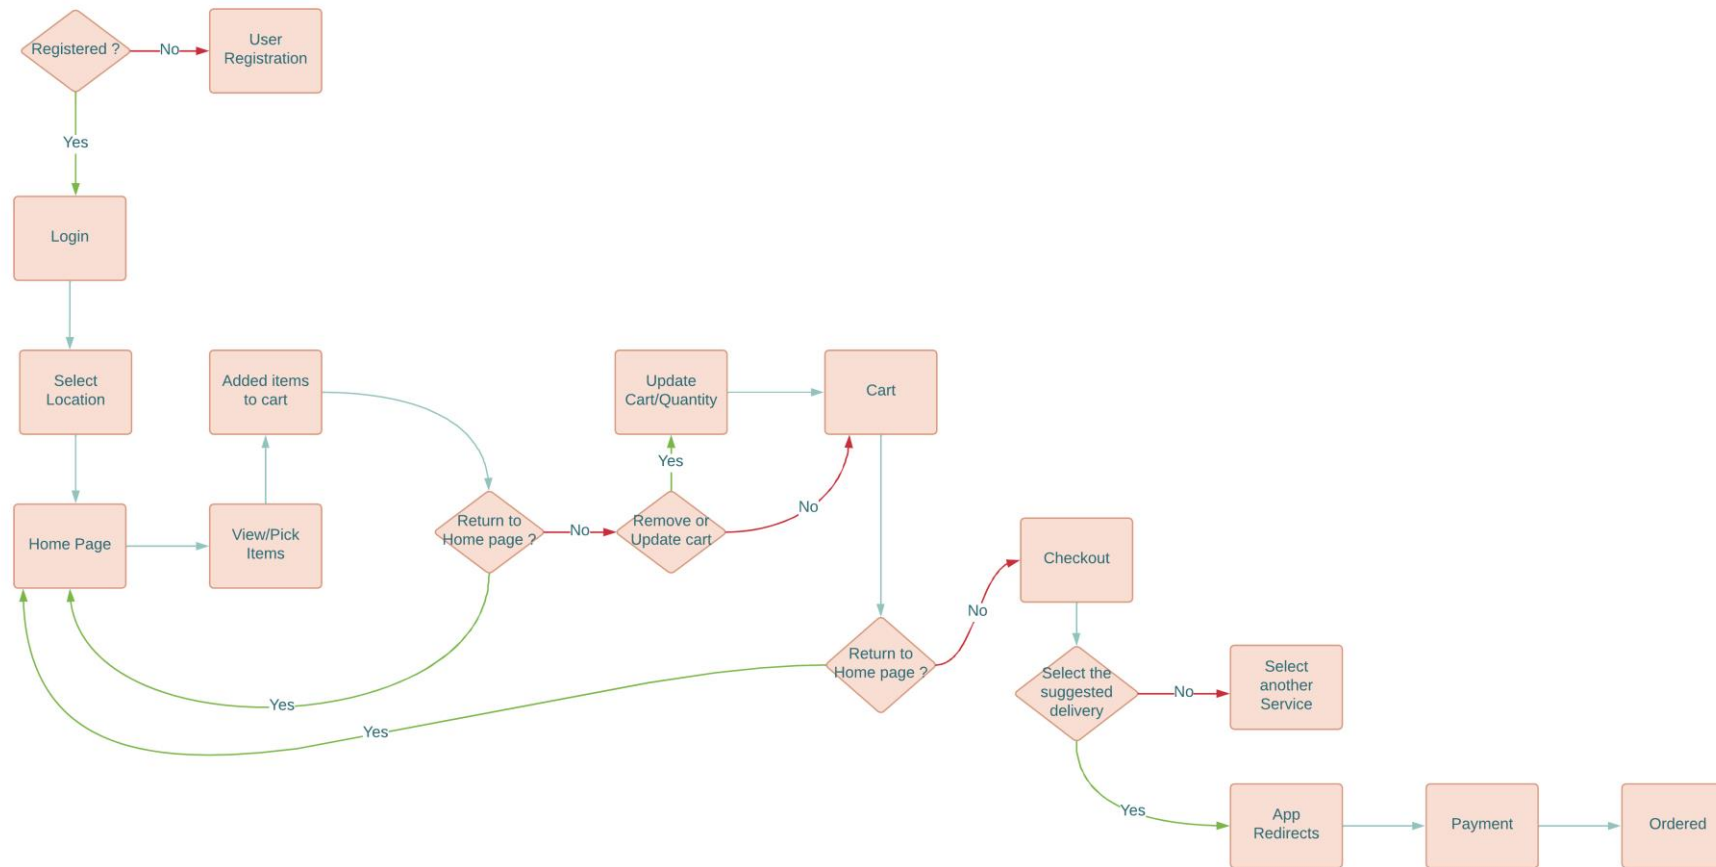 Registered ?
No
User
Registration
Yes
Login
Select
Location
Added items
to cart
Update
Cart/Quantity
Cart
Yes
No
Home Page
View/Pick
Items
Return to
Home page ?
No
Remove or
Update cart
Checkout
No
Return to
Home page ?
Yes
Yes
Select the
suggested
delivery
No
Select
another
Service
Yes
App
Redirects
Payment
Ordered